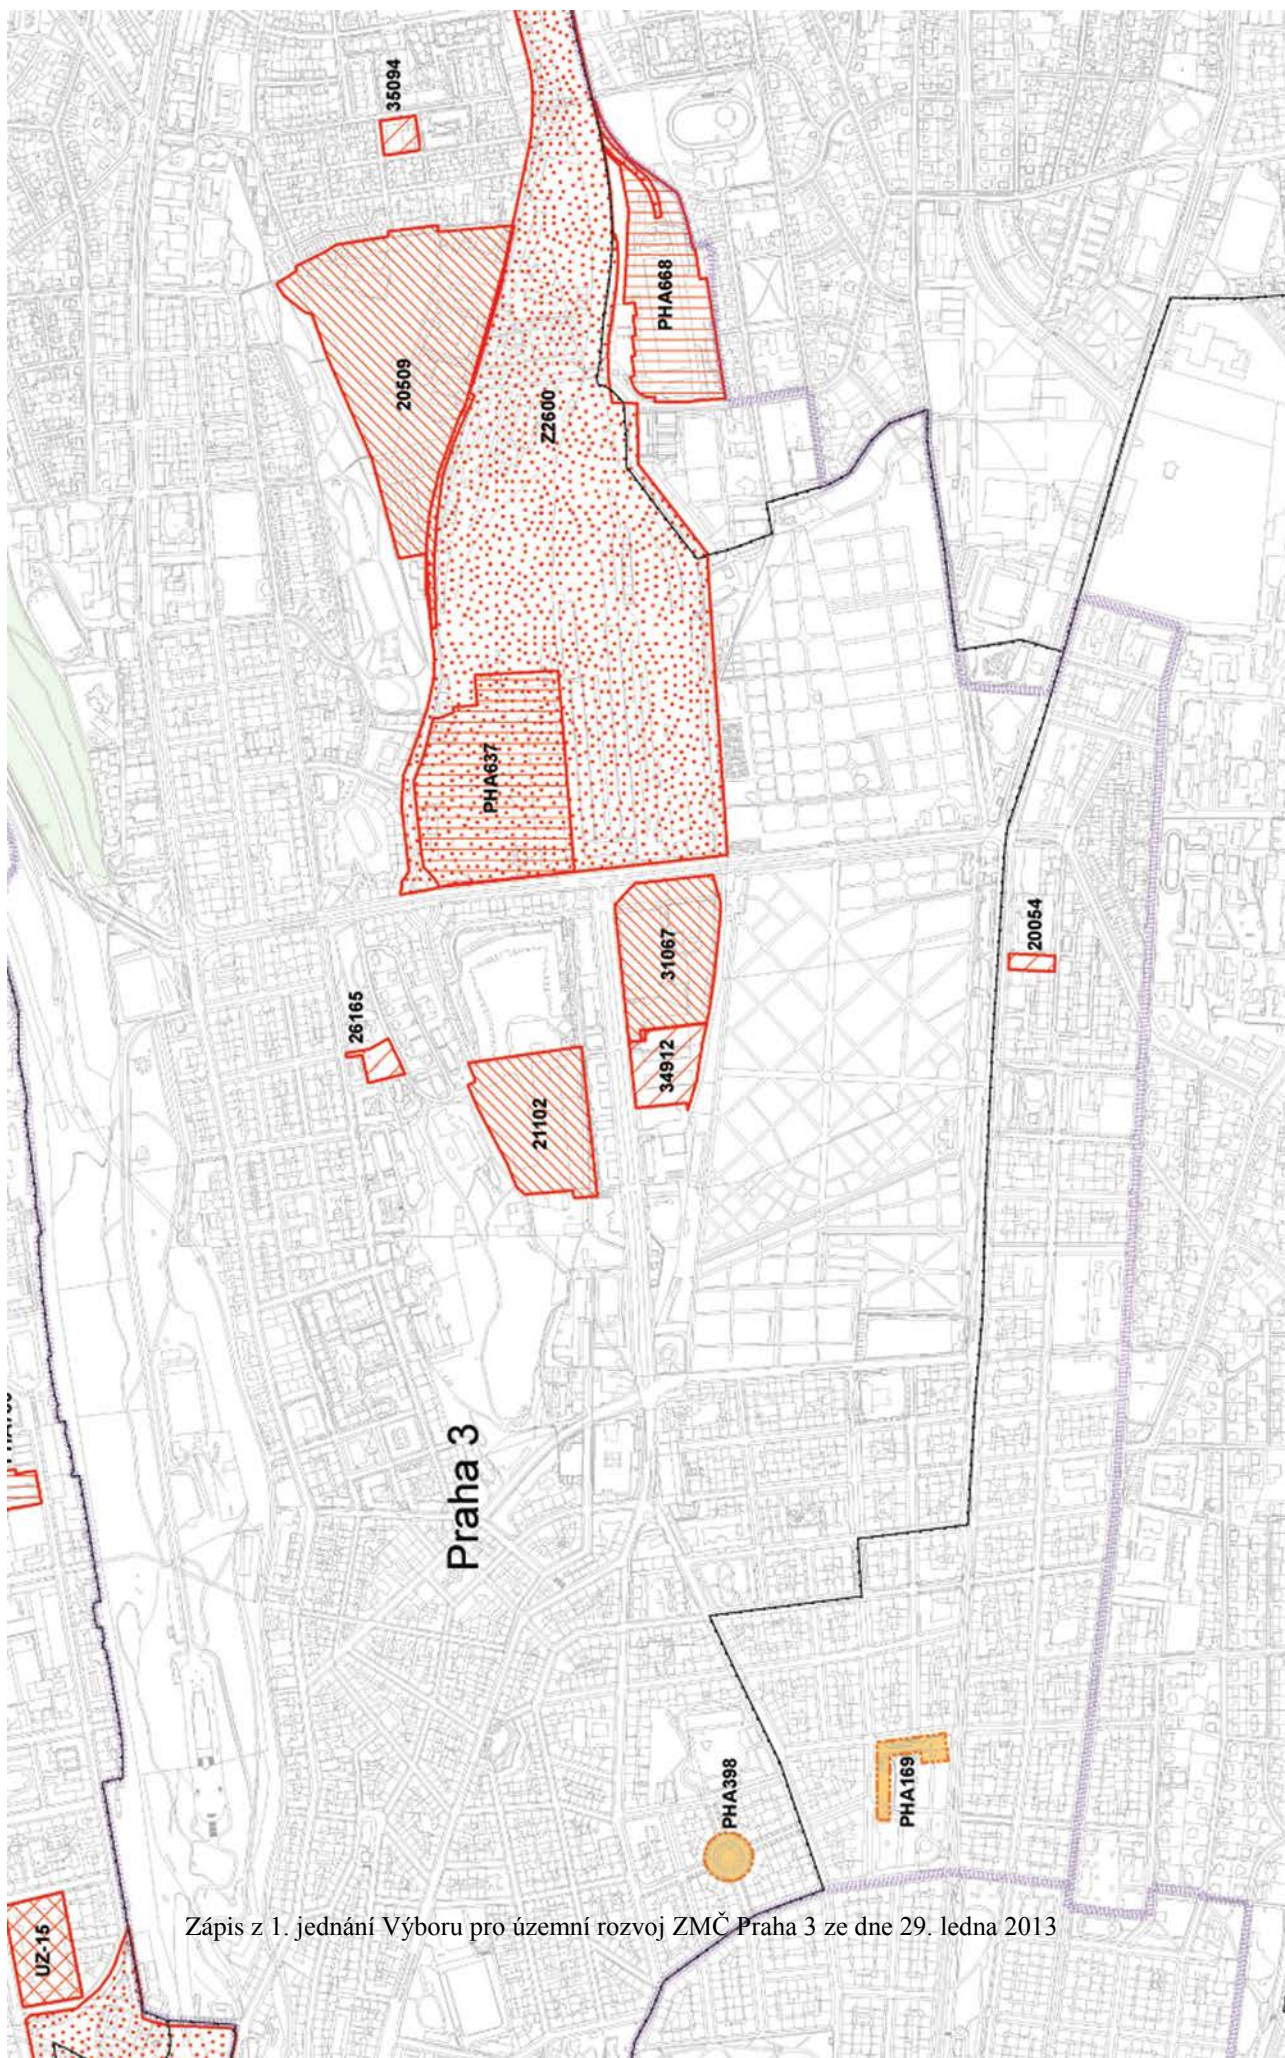 35094
20509
PHA668
Z2600
PHA637
31067
20054
26165
34912
21102
Praha 3
PHA398
PHA169
UZ-15
Zápis z 1. jednání Výboru pro územní rozvoj ZMČ Praha 3 ze dne 29. ledna 2013